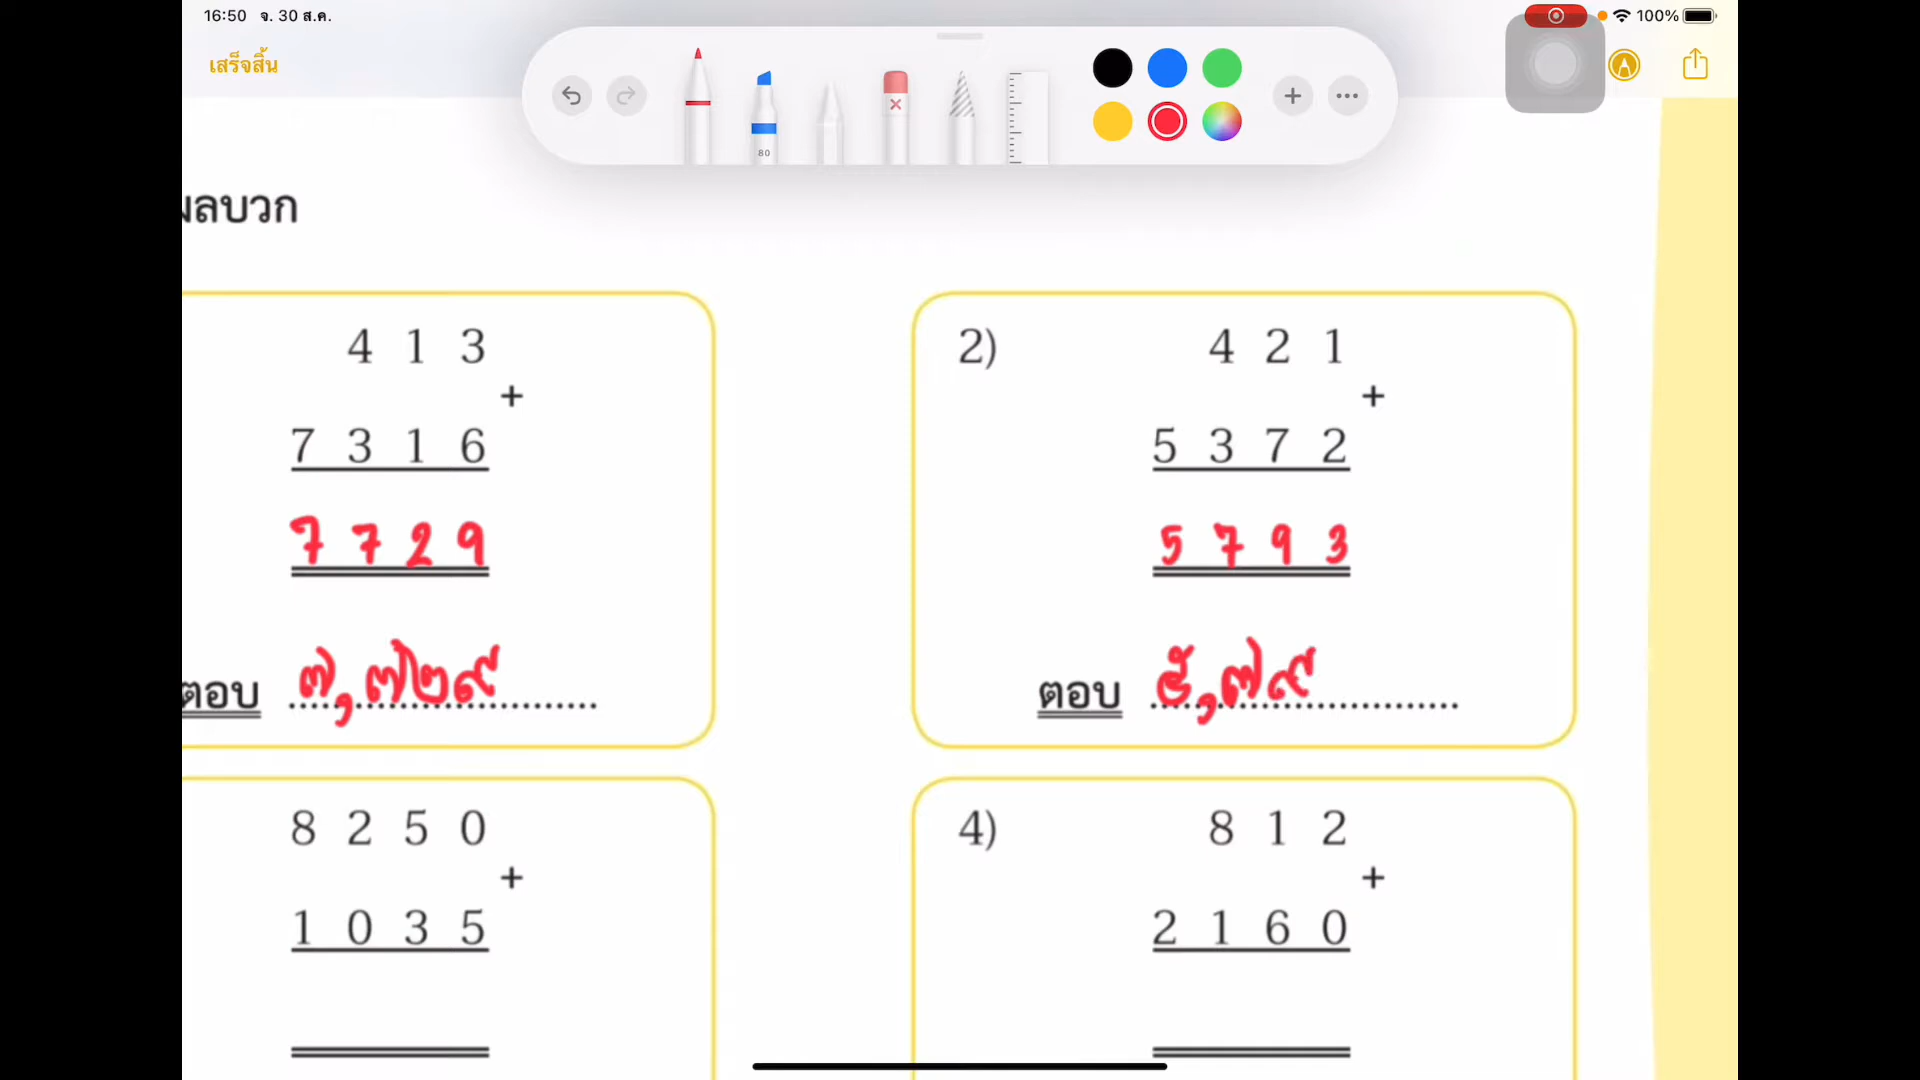 16:50 จ. 30 ส.ค.
100%
เสร็จสิ้น
80
ผลบวก
4 1 3
+
7 3 1 6
7 7 2 9
ตอบ ๗,๗๒๙
2)
4 2 1
+
5 3 7 2
5 7 9 3
ตอบ ๕,๗๙
8 2 5 0
+
1 0 3 5
4)
8 1 2
+
2 1 6 0